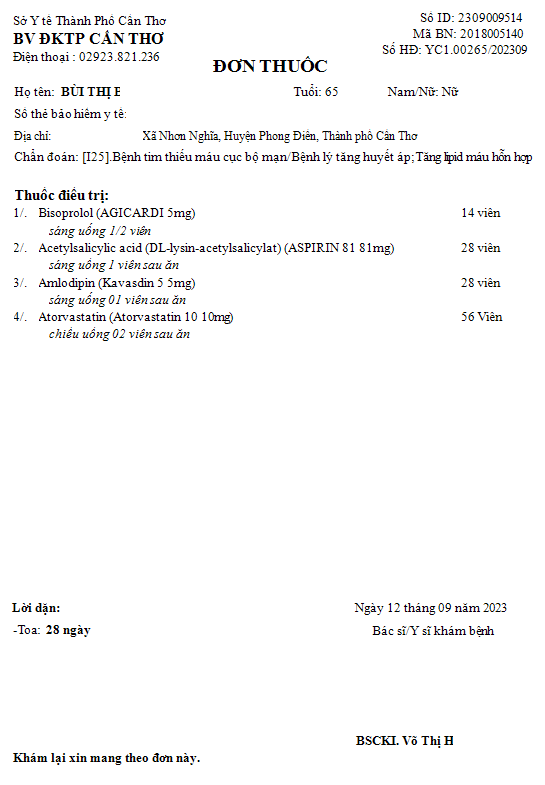 Sở Y tế Thành Phố Cần Thơ
Số ID: 2309009514
BV ĐKTP CẦN THƠ
Mã BN: 2018005140
Điện thoại : 02923.821.236
Số HĐ: YC1.00265/202309
ĐƠN THUỐC
Họ tên: BÙI THỊ E Tuổi: 65 Nam/Nữ: Nữ
Số thẻ bảo hiểm y tế:
Địa chỉ: Xã Nhơn Nghĩa, Huyện Phong Điền, Thành phố Cần Thơ
Chẩn đoán: [I25].Bệnh tim thiếu máu cục bộ mạn/Bệnh lý tăng huyết áp;Tăng lipid máu hỗn hợp
Thuốc điều trị:
1/. Bisoprolol (AGICARDI 5mg) 14 viên
sáng uống 1/2 viên
2/. Acetylsalicylic acid (DL-lysin-acetylsalicylat) (ASPIRIN 81 81mg) 28 viên
sáng uống 1 viên sau ăn
3/. Amlodipin (Kavasdin 5 5mg) 28 viên
sáng uống 01 viên sau ăn
4/. Atorvastatin (Atorvastatin 10 10mg) 56 Viên
chiều uống 02 viên sau ăn
Lời dặn: Ngày 12 tháng 09 năm 2023
-Toa: 28 ngày Bác sĩ/Y sĩ khám bệnh
BSCKI. Võ Thị H
Khám lại xin mang theo đơn này.